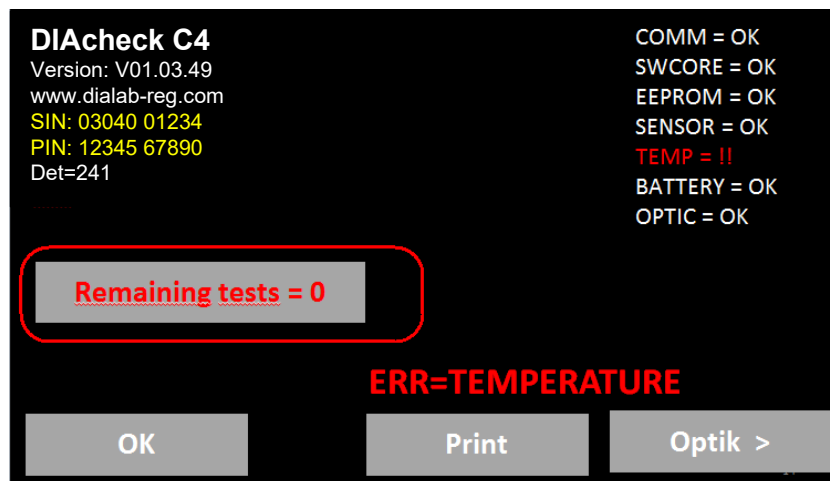 DIAcheck C4
Version: V01.03.49
www.dialab-reg.com
SIN: 03040 01234
PIN: 12345 67890
Det=241
COMM = OK
SWCORE = OK
EEPROM = OK
SENSOR = OK
TEMP = !!
BATTERY = OK
OPTIC = OK
Remaining tests = 0
ERR=TEMPERATURE
OK
Print
Optik >